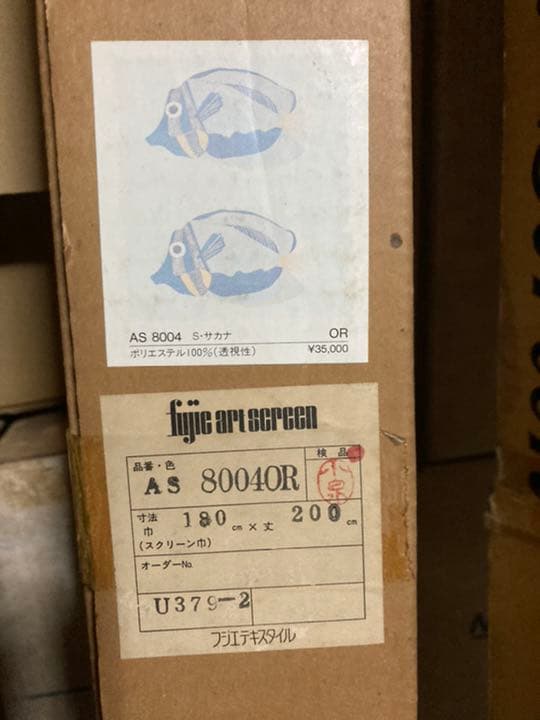 AS 8004 S-サカナ OR
ポリエステル100%(透視性) ¥35,000
fujie art screen
品番・色 検品
AS 8004OR 小泉
寸法 180 cm × 丈 200 cm
巾
(スクリーン巾)
オーダーNo.
U379-2
フジエテキスタイル